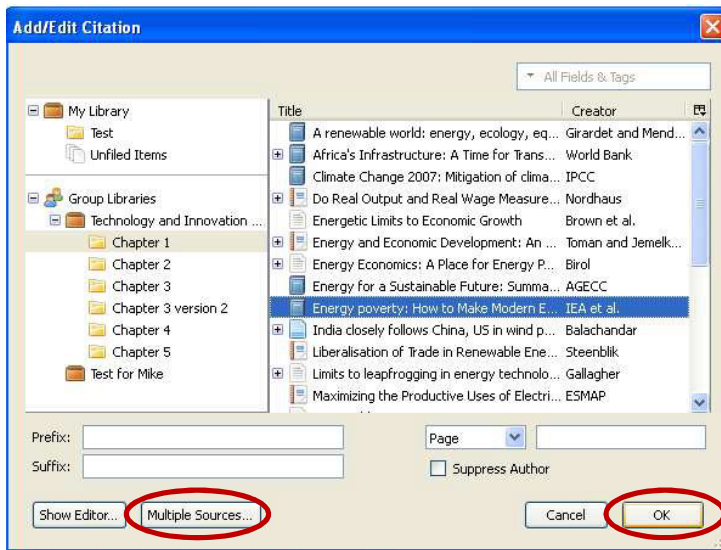 Add/Edit Citation
All Fields & Tags
My Library
Test
Unfiled Items
Group Libraries
Technology and Innovation ...
Chapter 1
Chapter 2
Chapter 3
Chapter 3 version 2
Chapter 4
Chapter 5
Test for Mike
Title Creator
A renewable world: energy, ecology, eq... Girardet and Mend...
Africa's Infrastructure: A Time for Trans... World Bank
Climate Change 2007: Mitigation of clima... IPCC
Do Real Output and Real Wage Measure... Nordhaus
Energetic Limits to Economic Growth Brown et al.
Energy and Economic Development: An ... Toman and Jemelk...
Energy Economics: A Place for Energy P... Birol
Energy for a Sustainable Future: Summa... AGECC
Energy poverty: How to Make Modern E... IEA et al.
India closely follows China, US in wind p... Balachandar
Liberalisation of Trade in Renewable Ene... Steenblik
Limits to leapfrogging in energy technolo... Gallagher
Maximizing the Productive Uses of Electri... ESMAP
Prefix:
Page
Suffix:
Suppress Author
Show Editor... Multiple Sources... Cancel OK